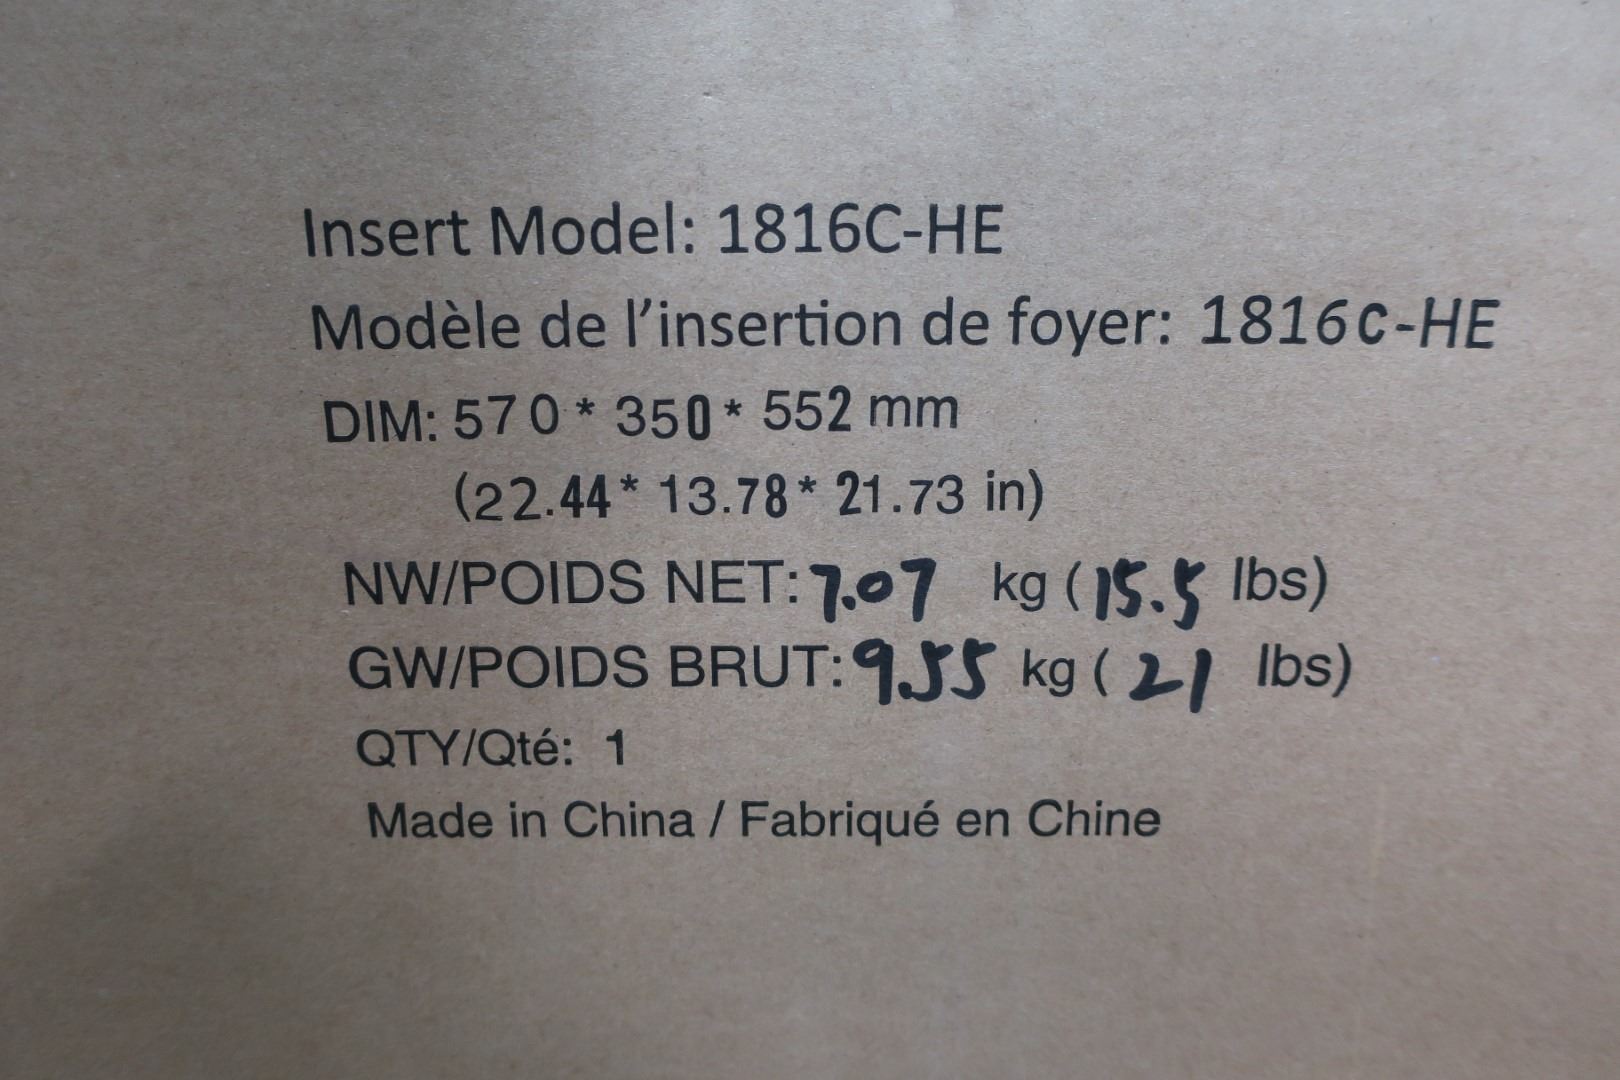 Insert Model: 1816C-HE
Modèle de l'insertion de foyer: 1816C-HE
DIM: 570 * 350 * 552 mm
(22.44 * 13.78 * 21.73 in)
NW/POIDS NET: 7.07 kg (15.5 lbs)
GW/POIDS BRUT: 9.55 kg (21 lbs)
QTY/Qté: 1
Made in China / Fabriqué en Chine